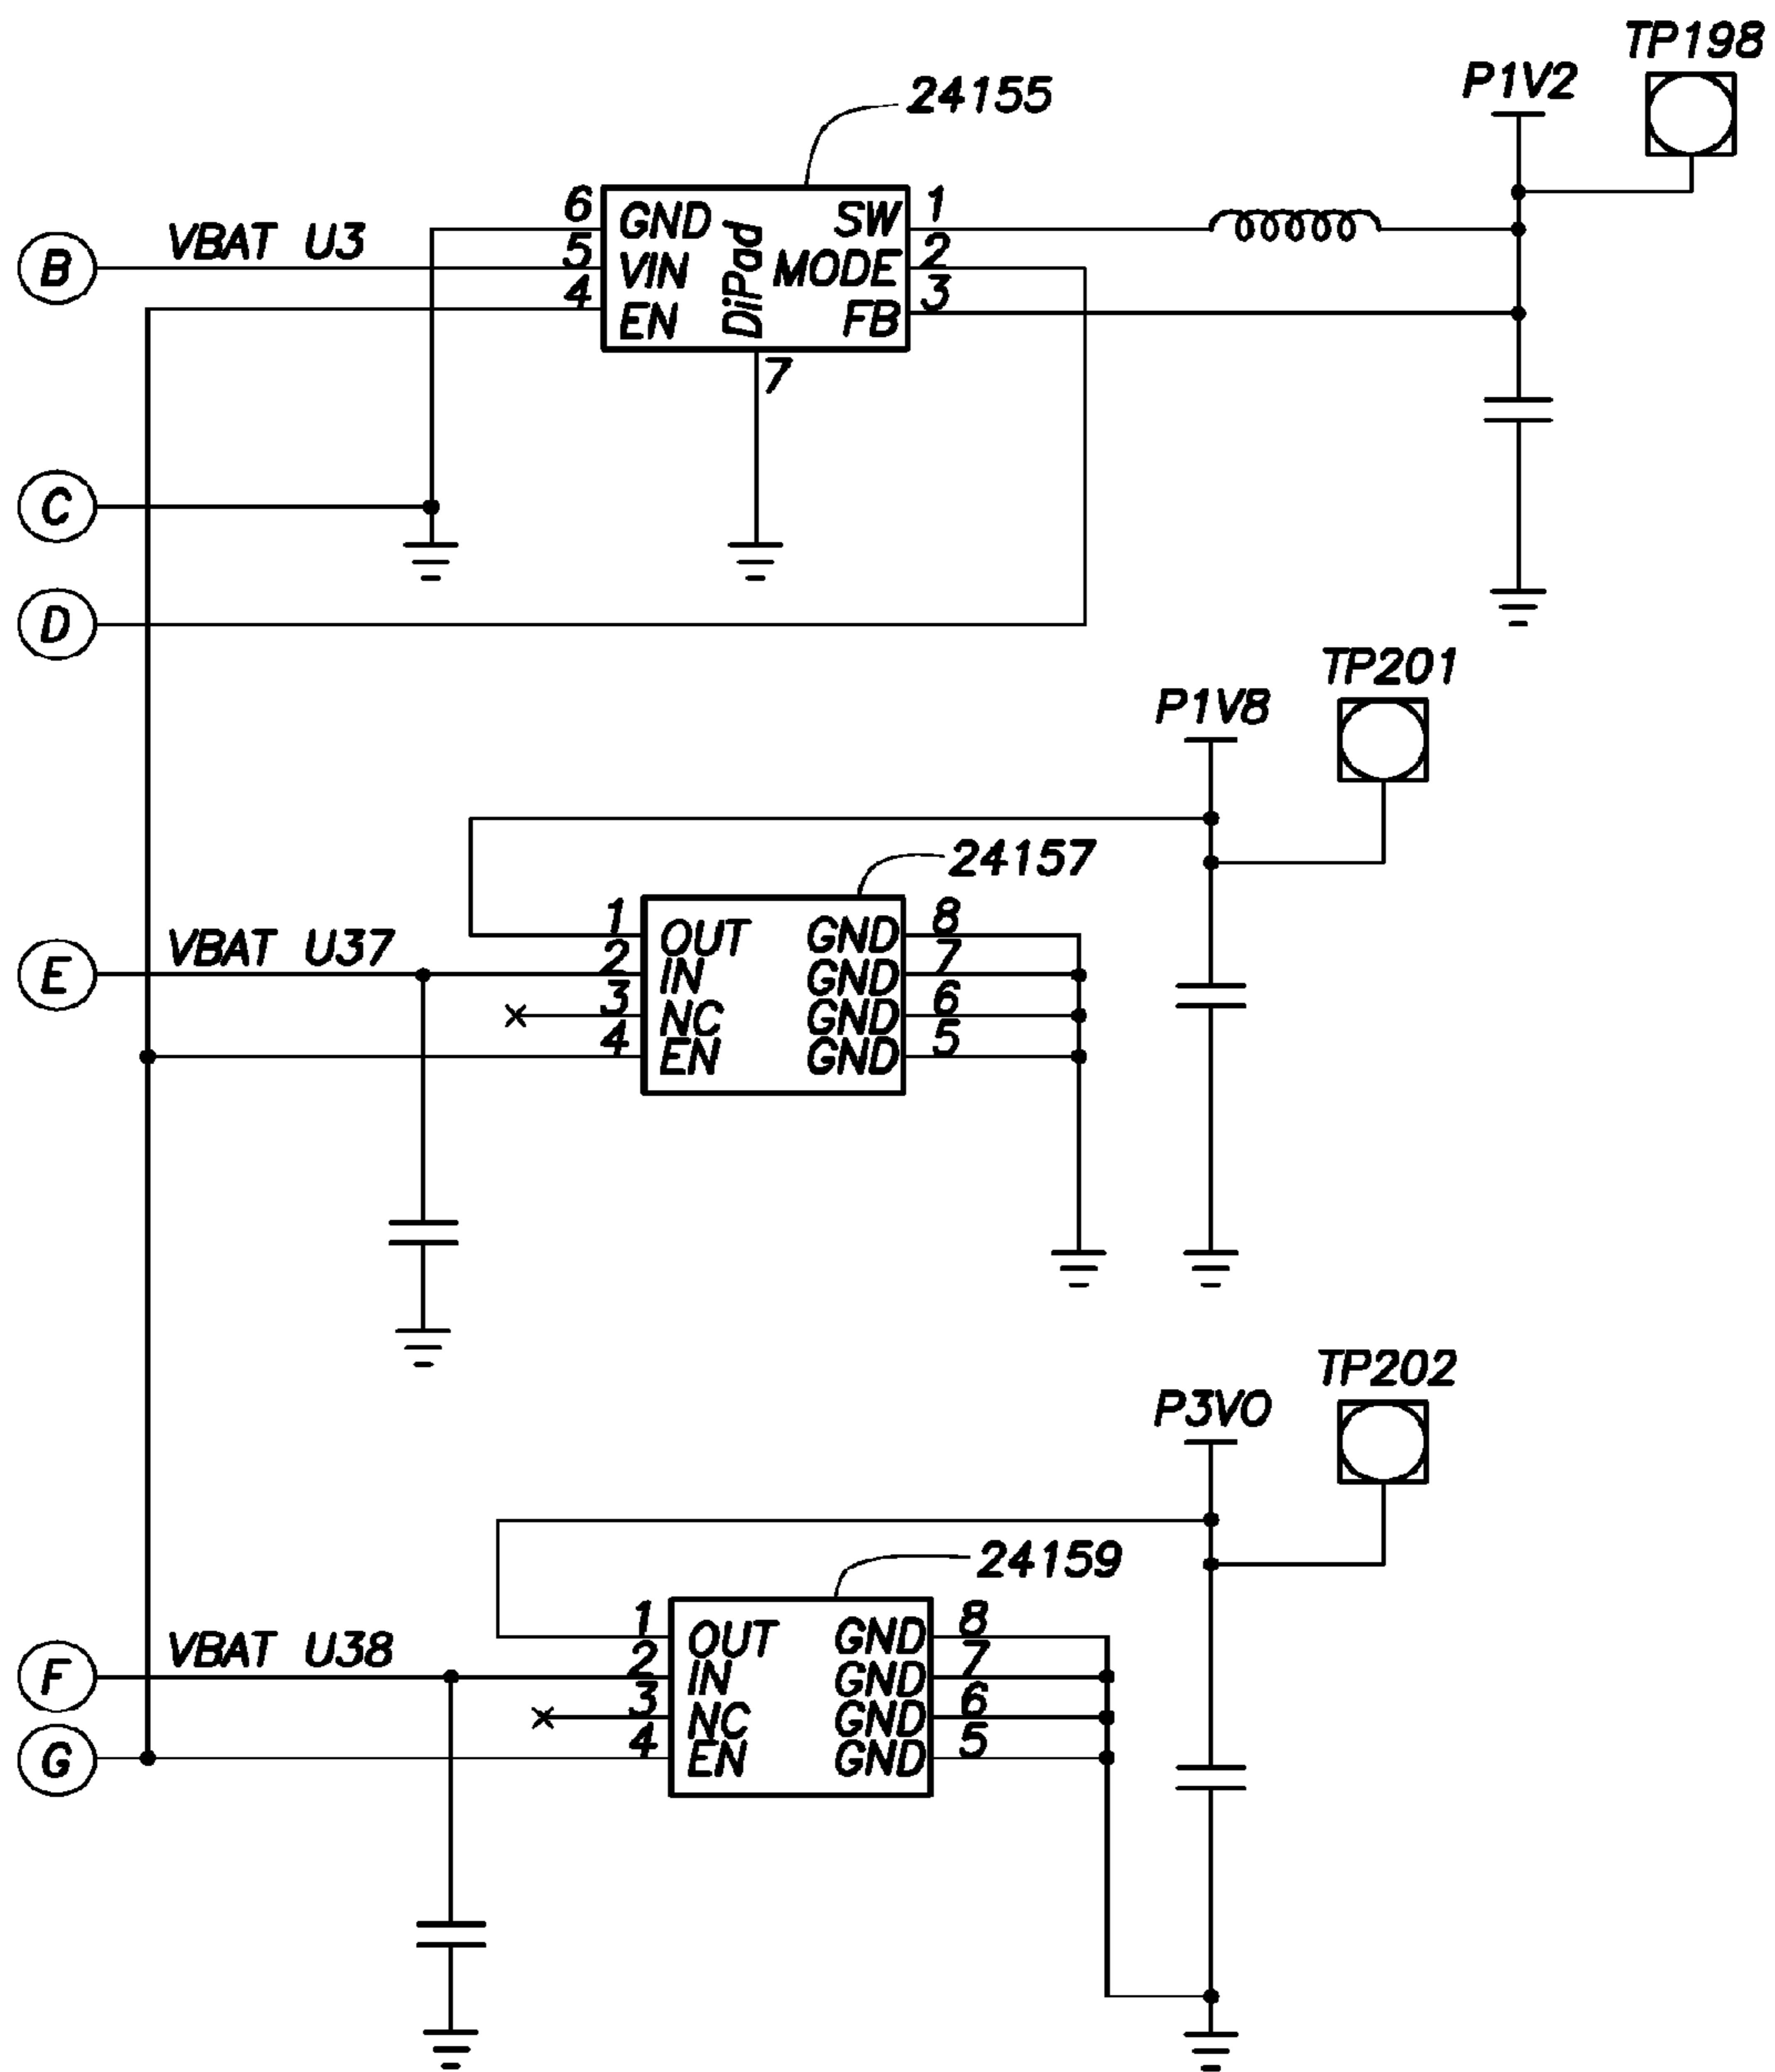 TP198
P1V2
24155
6 GND SW 1
B VBAT U3 5 VIN MODE 2
4 EN DiPad FB 3
7
C
D
TP201
P1V8
24157
1 OUT GND 8
E VBAT U37 2 IN GND 7
3 NC GND 6
4 EN GND 5
TP202
P3V0
24159
1 OUT GND 8
F VBAT U38 2 IN GND 7
3 NC GND 6
G 4 EN GND 5